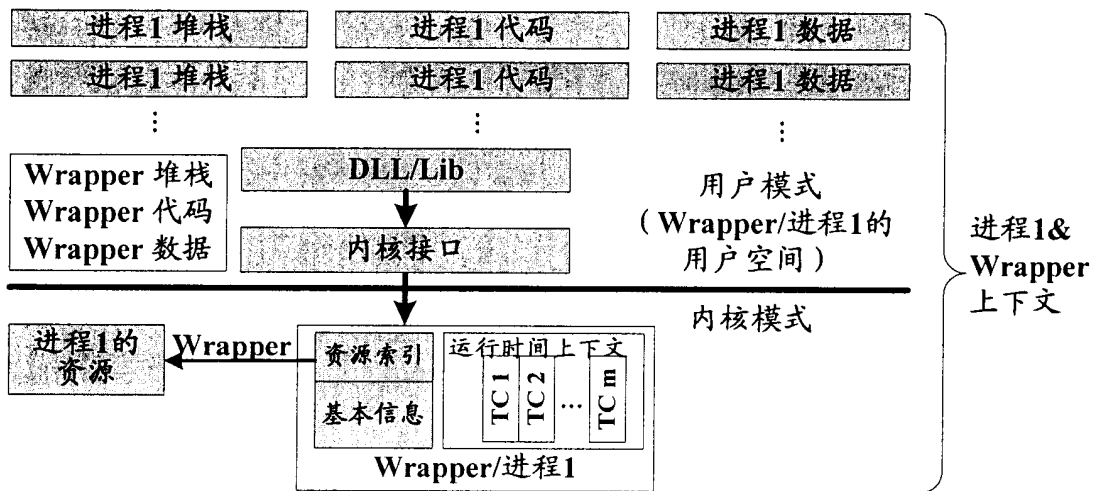 进程1 堆栈
进程1 代码
进程1 数据
进程1 堆栈
进程1 代码
进程1 数据
⋮
⋮
⋮
Wrapper 堆栈
Wrapper 代码
Wrapper 数据
DLL/Lib
内核接口
用户模式
（Wrapper/进程1的
用户空间）
内核模式
进程1&
Wrapper
上下文
进程1的
资源
Wrapper
资源索引
基本信息
运行时间上下文
TC 1
TC 2
…
TC m
Wrapper/进程1